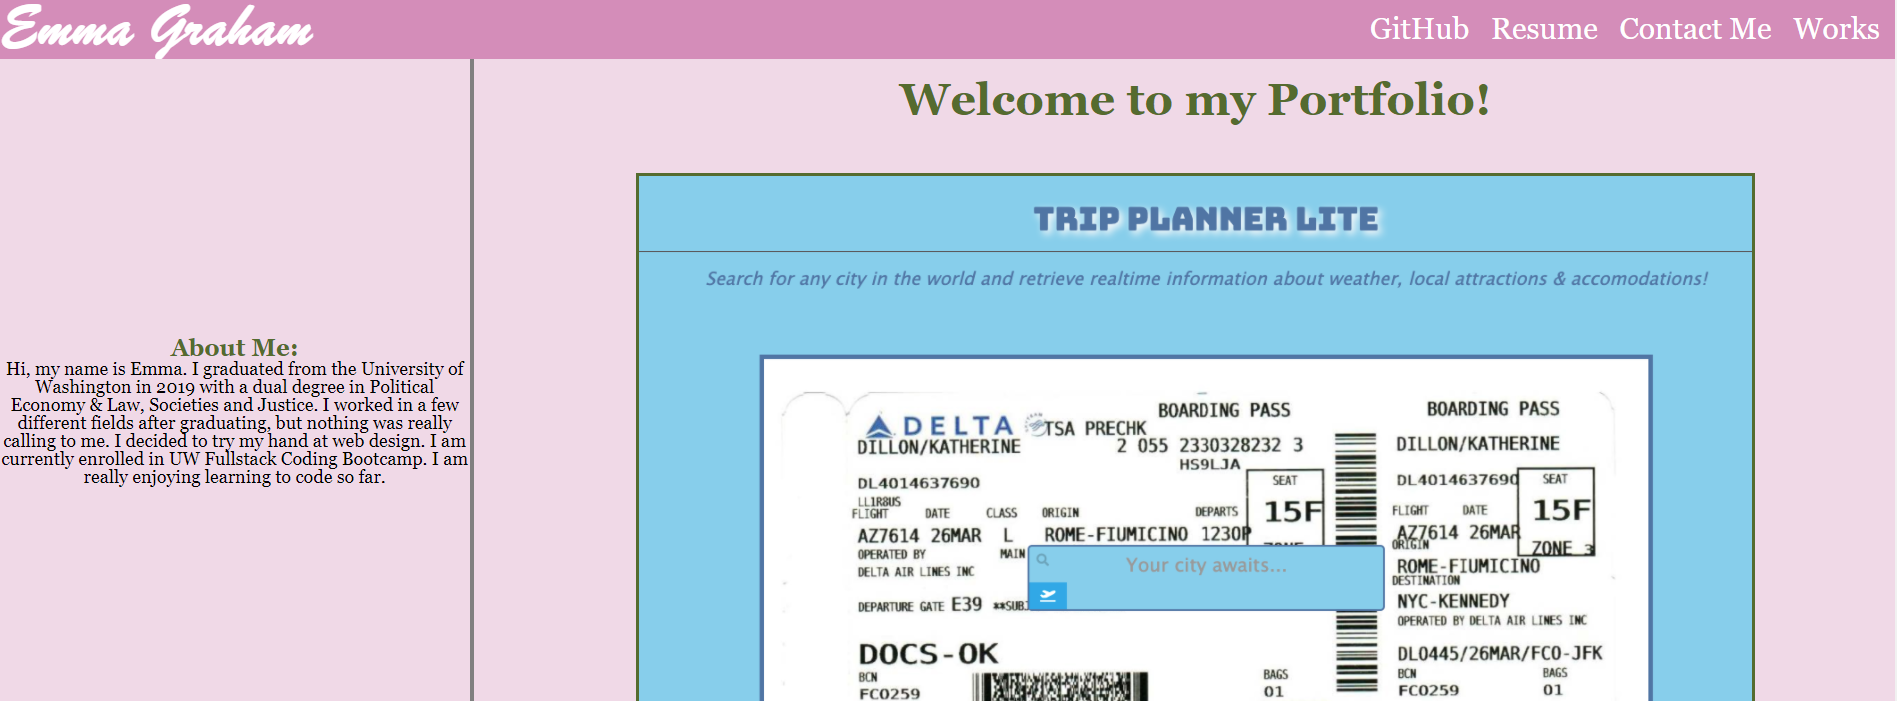 Emma Graham
GitHub Resume Contact Me Works
Welcome to my Portfolio!
About Me:
Hi, my name is Emma. I graduated from the University of
Washington in 2019 with a dual degree in Political
Economy & Law, Societies and Justice. I worked in a few
different fields after graduating, but nothing was really
calling to me. I decided to try my hand at web design. I am
currently enrolled in UW Fullstack Coding Bootcamp. I am
really enjoying learning to code so far.
TRIP PLANNER LITE
Search for any city in the world and retrieve realtime information about weather, local attractions & accomodations!
DELTA TSA PRECHK BOARDING PASS
DILLON/KATHERINE 2 055 2330328232 3
HS9LJA
DL4014637690
LL1R8US
SEAT
15F
FLIGHT DATE CLASS ORIGIN DEPARTS
AZ7614 26MAR L ROME-FIUMICINO 1230P
OPERATED BY MAIN
DELTA AIR LINES INC
DEPARTURE GATE E39 **SUBJ
Your city awaits...
DOCS-OK
BCN BAGS
FC0259 01
BOARDING PASS
DILLON/KATHERINE
DL4014637690
SEAT
15F
ZONE 3
FLIGHT DATE
AZ7614 26MAR
ORIGIN
ROME-FIUMICINO
DESTINATION
NYC-KENNEDY
OPERATED BY DELTA AIR LINES INC
DL0445/26MAR/FCO-JFK
BCN BAGS
FC0259 01